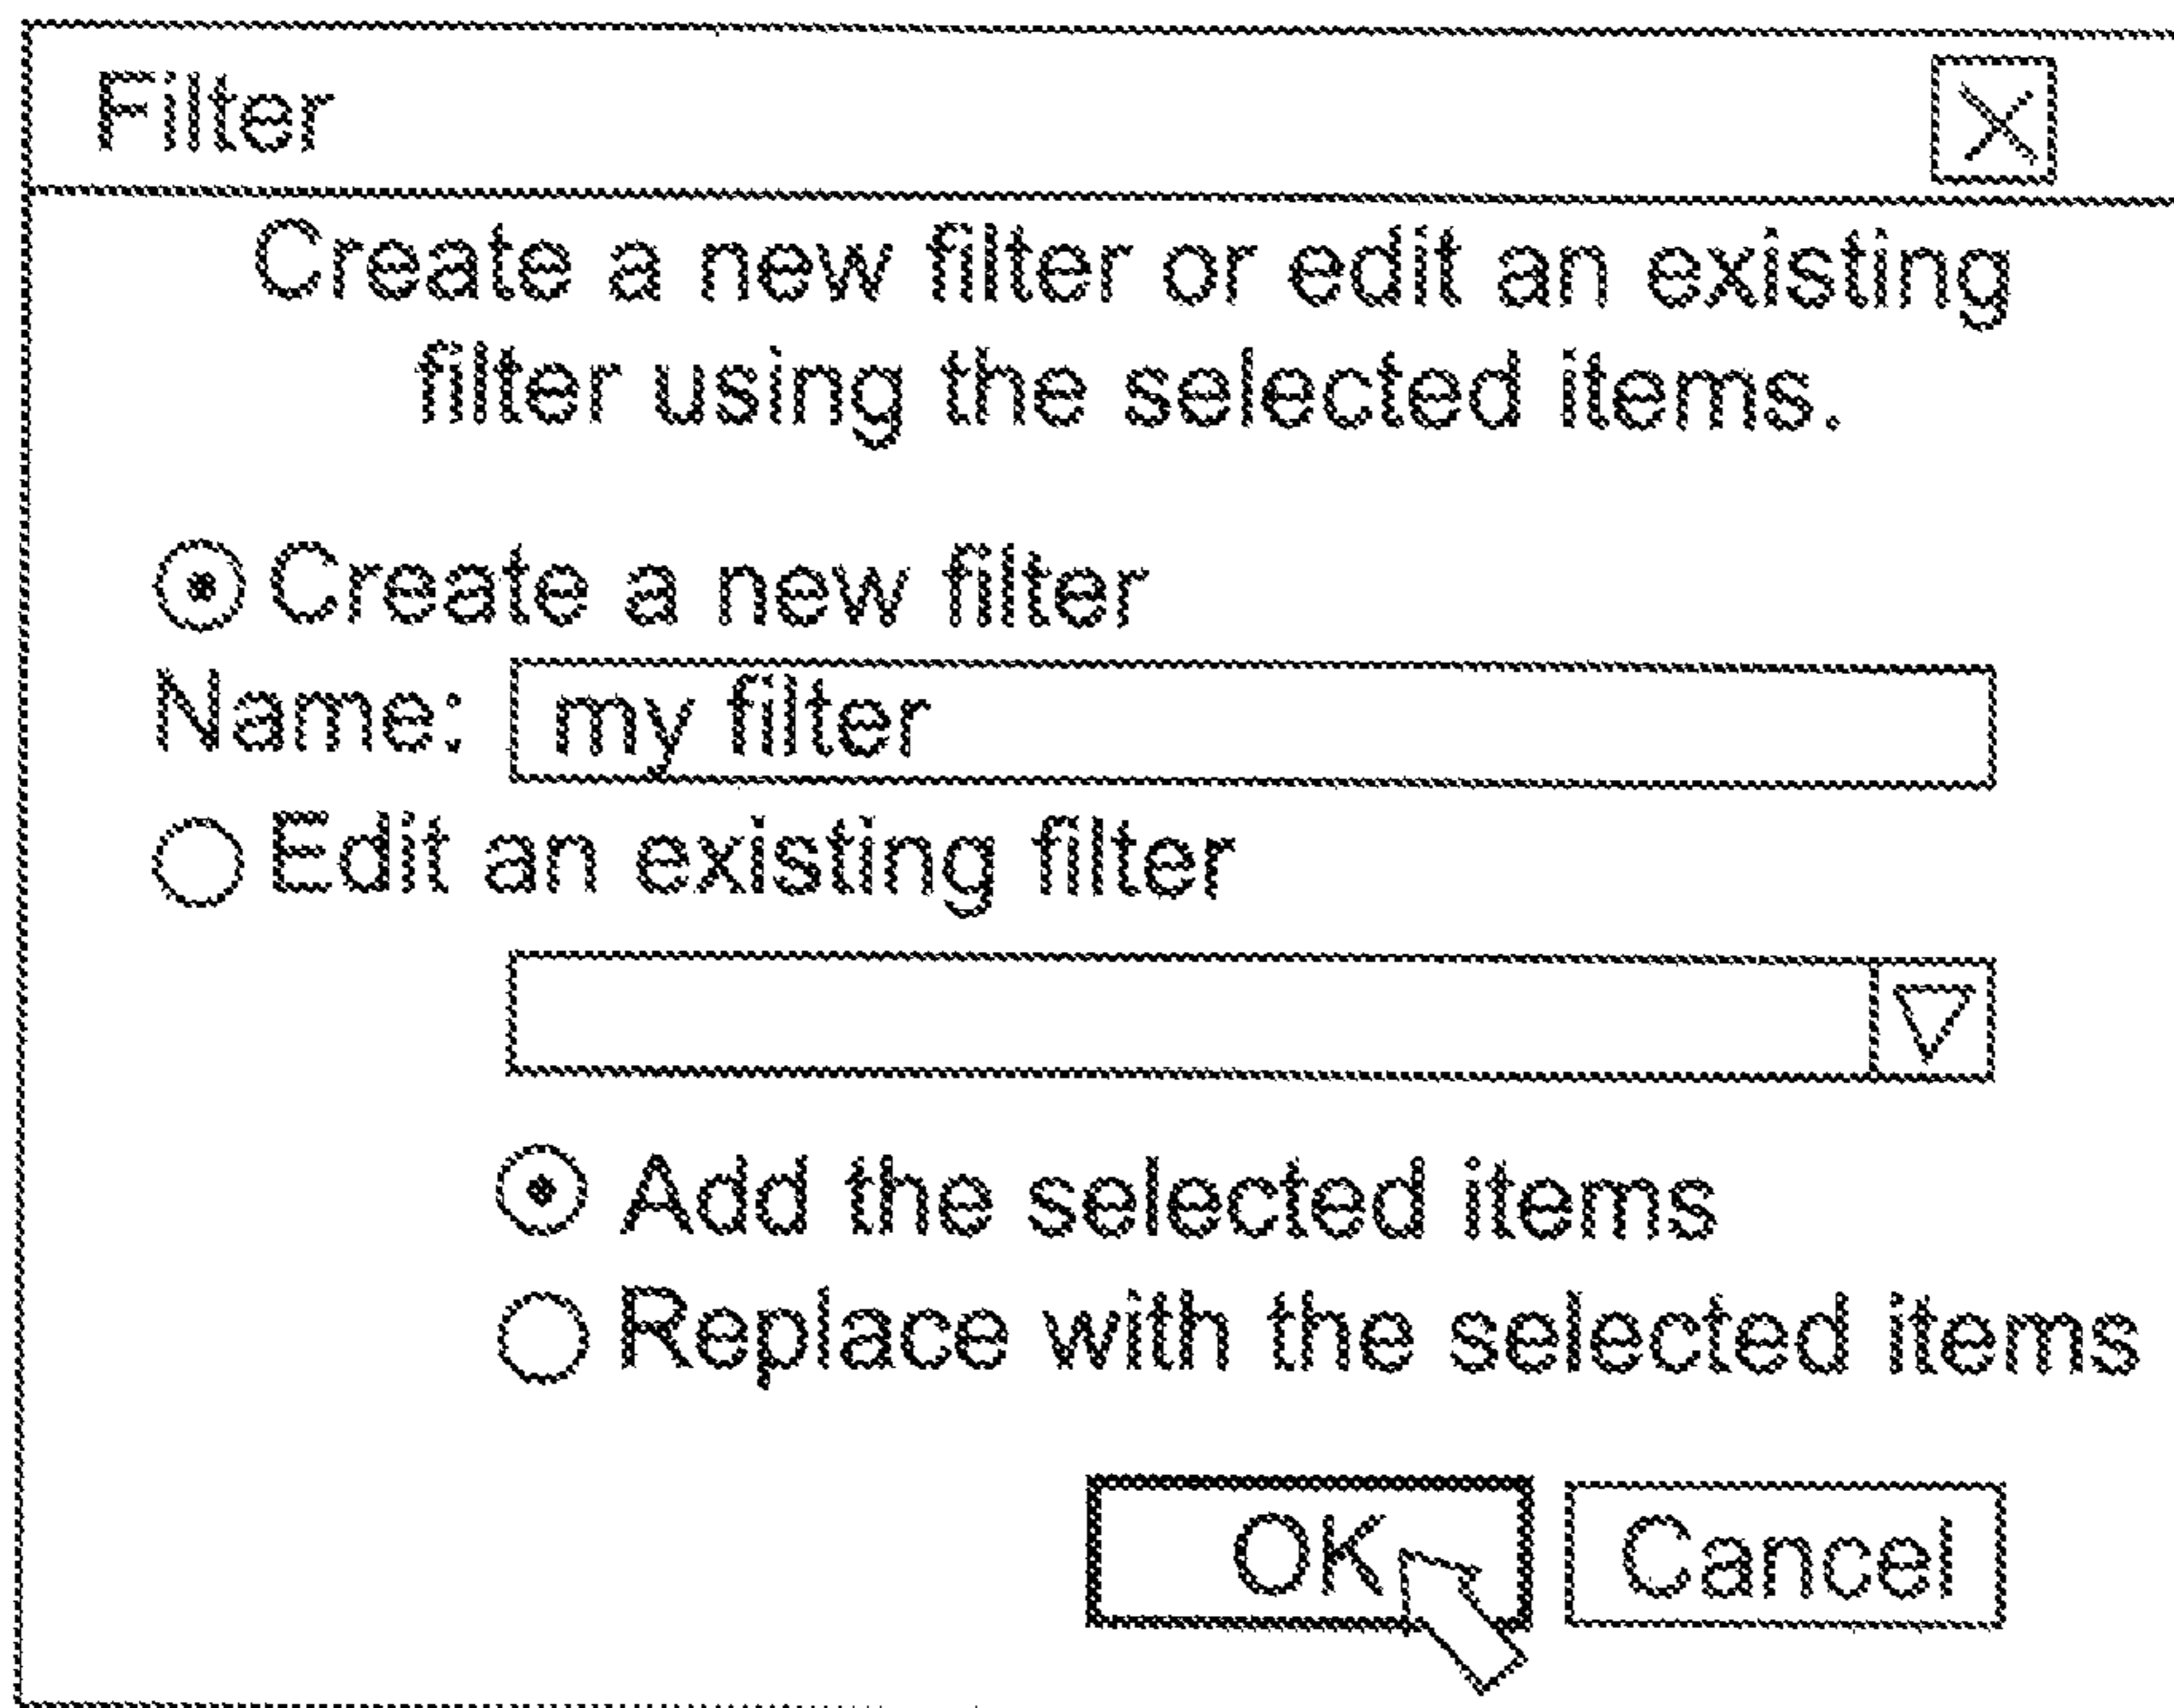 Filter
Create a new filter or edit an existing
filter using the selected items.
Create a new filter
Name: my filter
Edit an existing filter
Add the selected items
Replace with the selected items
OK Cancel